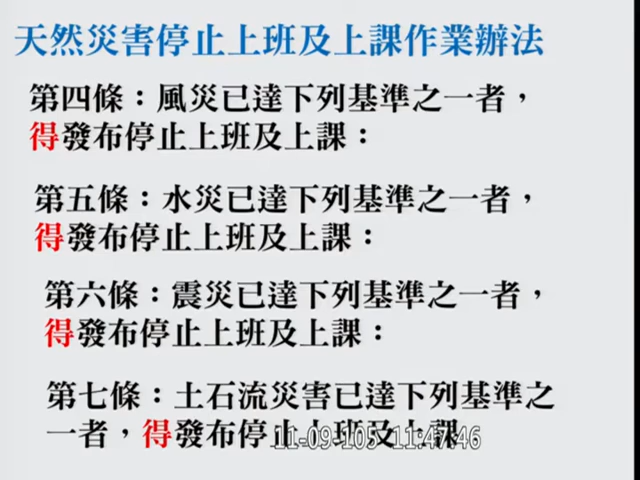 天然災害停止上班及上課作業辦法
第四條：風災已達下列基準之一者，
得發布停止上班及上課：
第五條：水災已達下列基準之一者，
得發布停止上班及上課：
第六條：震災已達下列基準之一者，
得發布停止上班及上課：
第七條：土石流災害已達下列基準之
一者，得發布停止上班及上課
11-09-105 11:47:46